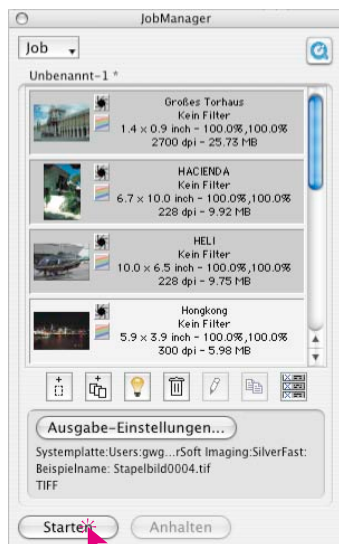 JobManager
Job
Unbenannt-1 *
Großes Torhaus
Kein Filter
1.4 x 0.9 inch - 100.0%,100.0%
2700 dpi - 25.73 MB
HACIENDA
Kein Filter
6.7 x 10.0 inch - 100.0%,100.0%
228 dpi - 9.92 MB
HELI
Kein Filter
10.0 x 6.5 inch - 100.0%,100.0%
228 dpi - 9.75 MB
Hongkong
Kein Filter
5.9 x 3.9 inch - 100.0%,100.0%
300 dpi - 5.98 MB
Ausgabe-Einstellungen...
Systemplatte:Users:gwg...rSoft Imaging:SilverFast:
Beispielname: Stapelbild0004.tif
TIFF
Starten
Anhalten